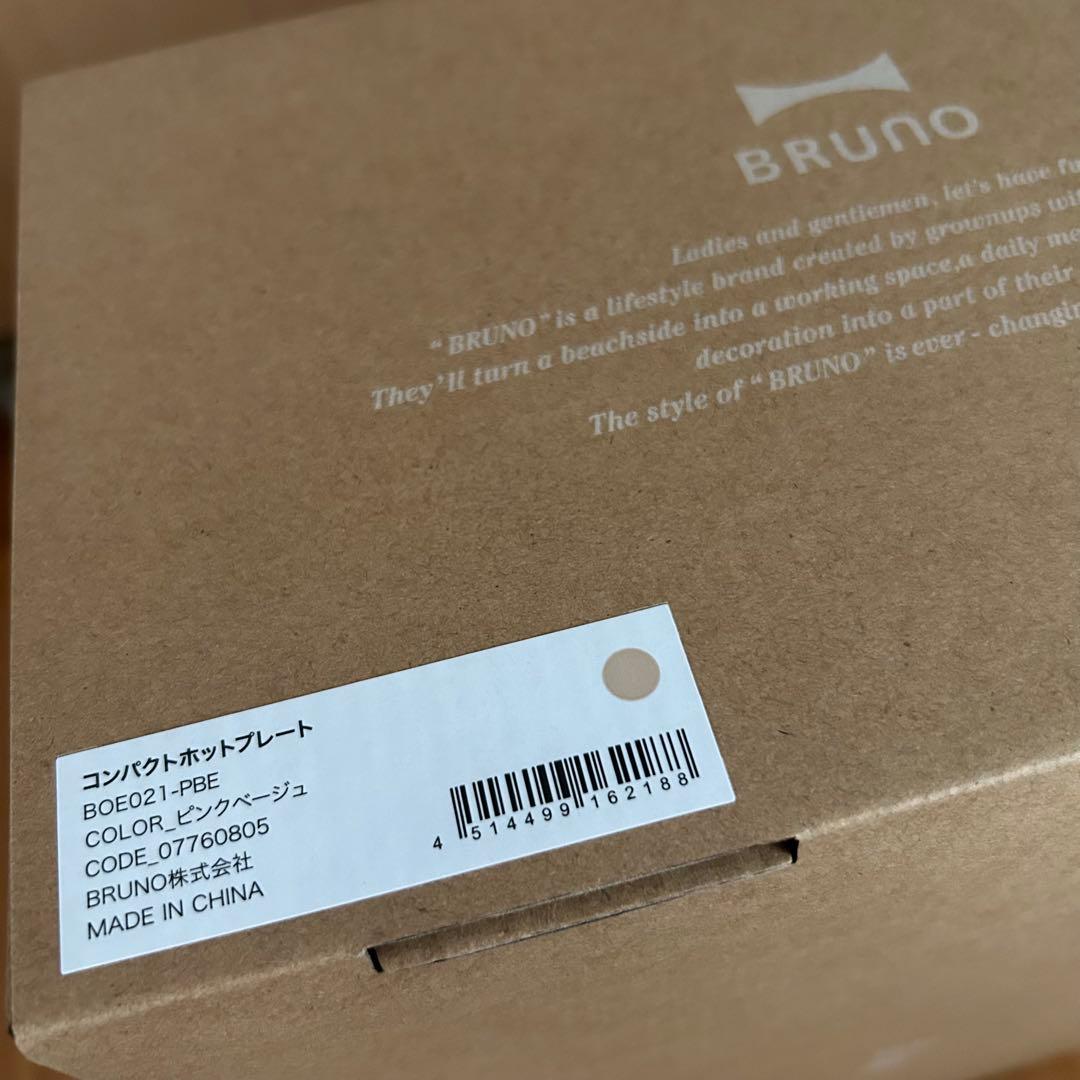 BRUNO
Ladies and gentlemen, let's have fu
"BRUNO" is a lifestyle brand created by grownups wit
They'll turn a beachside into a working space,a daily me
decoration into a part of their
The style of "BRUNO" is ever - changin
コンパクトホットプレート
BOE021-PBE
COLOR_ピンクベージュ
CODE_07760805
BRUNO株式会社
MADE IN CHINA
4 514499 162188